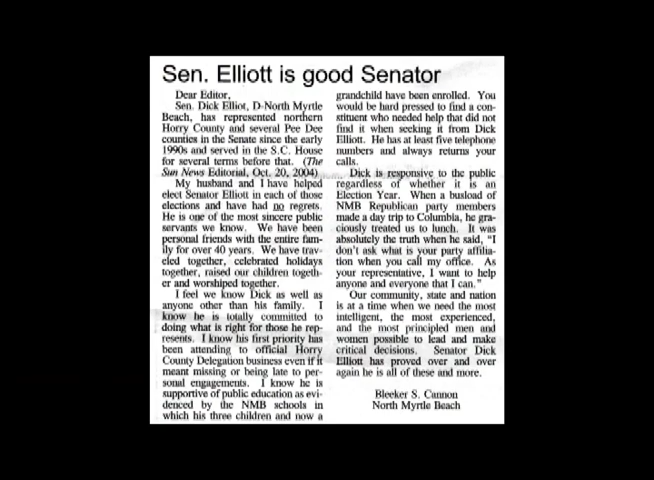 Sen. Elliott is good Senator
Dear Editor,
Sen. Dick Elliot, D-North Myrtle
Beach, has represented northern
Horry County and several Pee Dee
counties in the Senate since the early
1990s and served in the S.C. House
for several terms before that. (The
Sun News Editorial, Oct. 20, 2004)
My husband and I have helped
elect Senator Elliott in each of those
elections and have had no regrets.
He is one of the most sincere public
servants we know. We have been
personal friends with the entire fam-
ily for over 40 years. We have trav-
eled together, celebrated holidays
together, raised our children togeth-
er and worshiped together.
I feel we know Dick as well as
anyone other than his family. I
know he is totally committed to
doing what is right for those he rep-
resents. I know his first priority has
been attending to official Horry
County Delegation business even if it
meant missing or being late to per-
sonal engagements. I know he is
supportive of public education as evi-
denced by the NMB schools in
which his three children and now a
grandchild have been enrolled. You
would be hard pressed to find a con-
stituent who needed help that did not
find it when seeking it from Dick
Elliott. He has at least five telephone
numbers and always returns your
calls.
Dick is responsive to the public
regardless of whether it is an
Election Year. When a busload of
NMB Republican party members
made a day trip to Columbia, he gra-
ciously treated us to lunch. It was
absolutely the truth when he said, "I
don't ask what is your party affilia-
tion when you call my office. As
your representative, I want to help
anyone and everyone that I can."
Our community, state and nation
is at a time when we need the most
intelligent, the most experienced,
and the most principled men and
women possible to lead and make
critical decisions. Senator Dick
Elliott has proved over and over
again he is all of these and more.
Bleeker S. Cannon
North Myrtle Beach